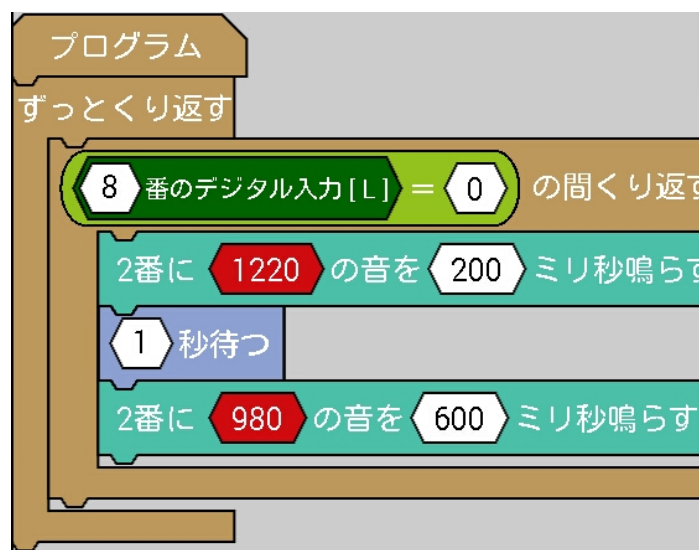 プログラム
ずっとくり返す
8 番のデジタル入力[L] = 0 の間くり返す
2番に 1220 の音を 200 ミリ秒鳴らす
1 秒待つ
2番に 980 の音を 600 ミリ秒鳴らす